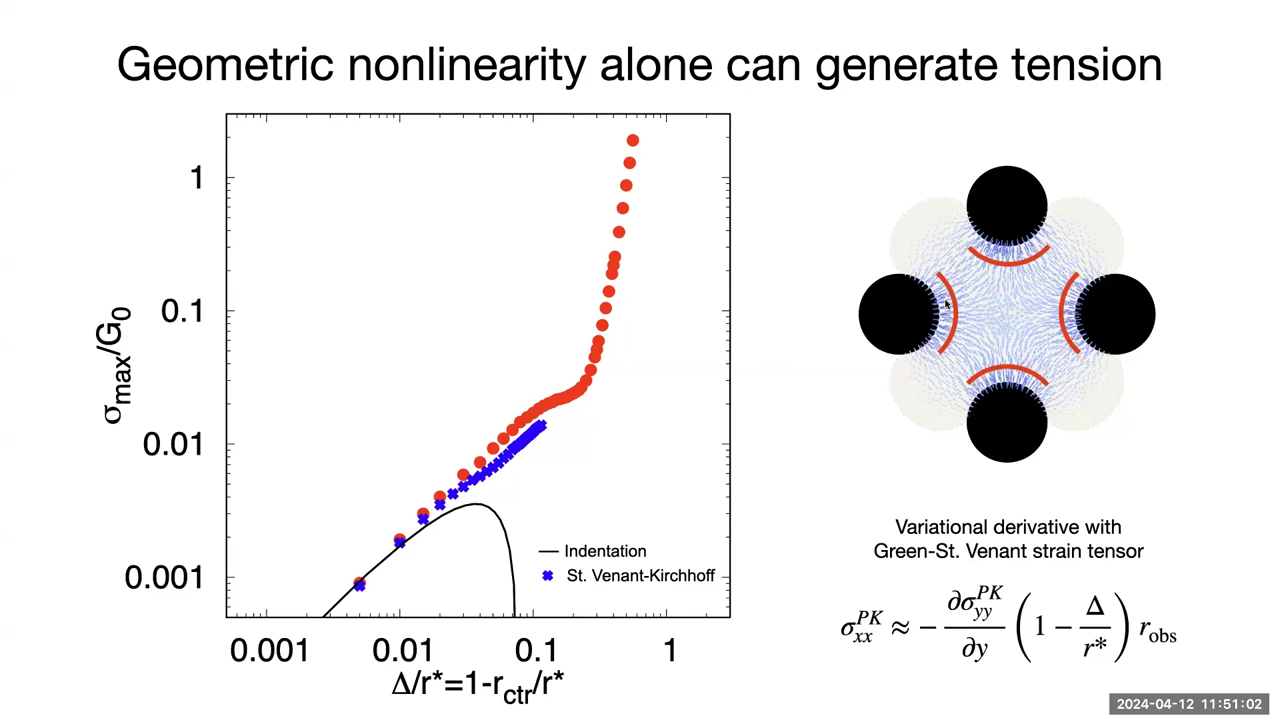 Geometric nonlinearity alone can generate tension
1
0.1
0.01
0.001
σmax/G0
0.001 0.01 0.1 1
Δ/r*=1-rctr/r*
Indentation
St. Venant-Kirchhoff
Variational derivative with
Green-St. Venant strain tensor
σ_xx^PK ≈ − ∂σ_yy^PK/∂y (1 − Δ/r*) r_obs
2024-04-12 11:51:02